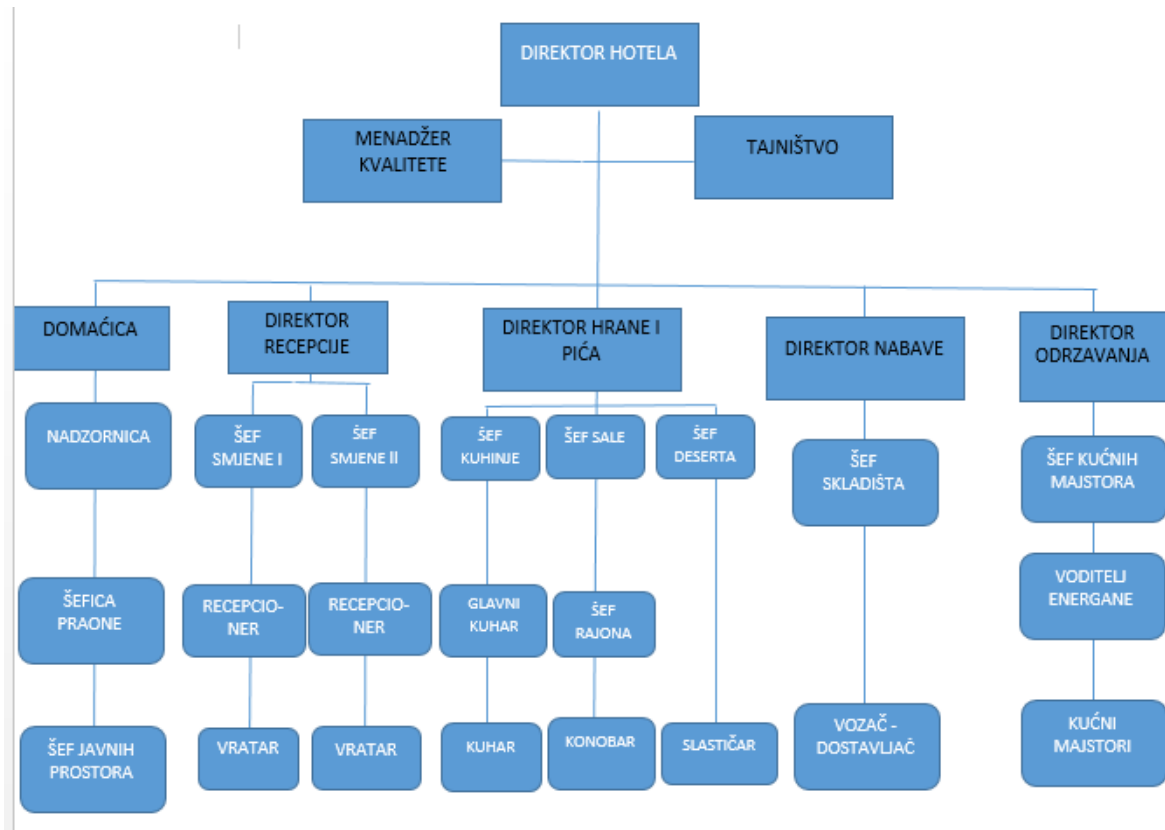 DIREKTOR HOTELA
MENADŽER
KVALITETE
TAJNIŠTVO
DOMAĆICA
DIREKTOR
RECEPCIJE
DIREKTOR HRANE I
PIĆA
DIREKTOR NABAVE
DIREKTOR
ODRZAVANJA
NADZORNICA
ŠEF
SMJENE I
ŠEF
SMJENE II
ŠEF
KUHINJE
ŠEF SALE
ŠEF
DESERTA
ŠEF
SKLADIŠTA
ŠEF KUĆNIH
MAJSTORA
ŠEFICA
PRAONE
RECEPCIO-
NER
RECEPCIO-
NER
GLAVNI
KUHAR
ŠEF
RAJONA
VODITELJ
ENERGANE
ŠEF JAVNIH
PROSTORA
VRATAR
VRATAR
KUHAR
KONOBAR
SLASTIČAR
VOZAČ -
DOSTAVLJAČ
KUĆNI
MAJSTORI